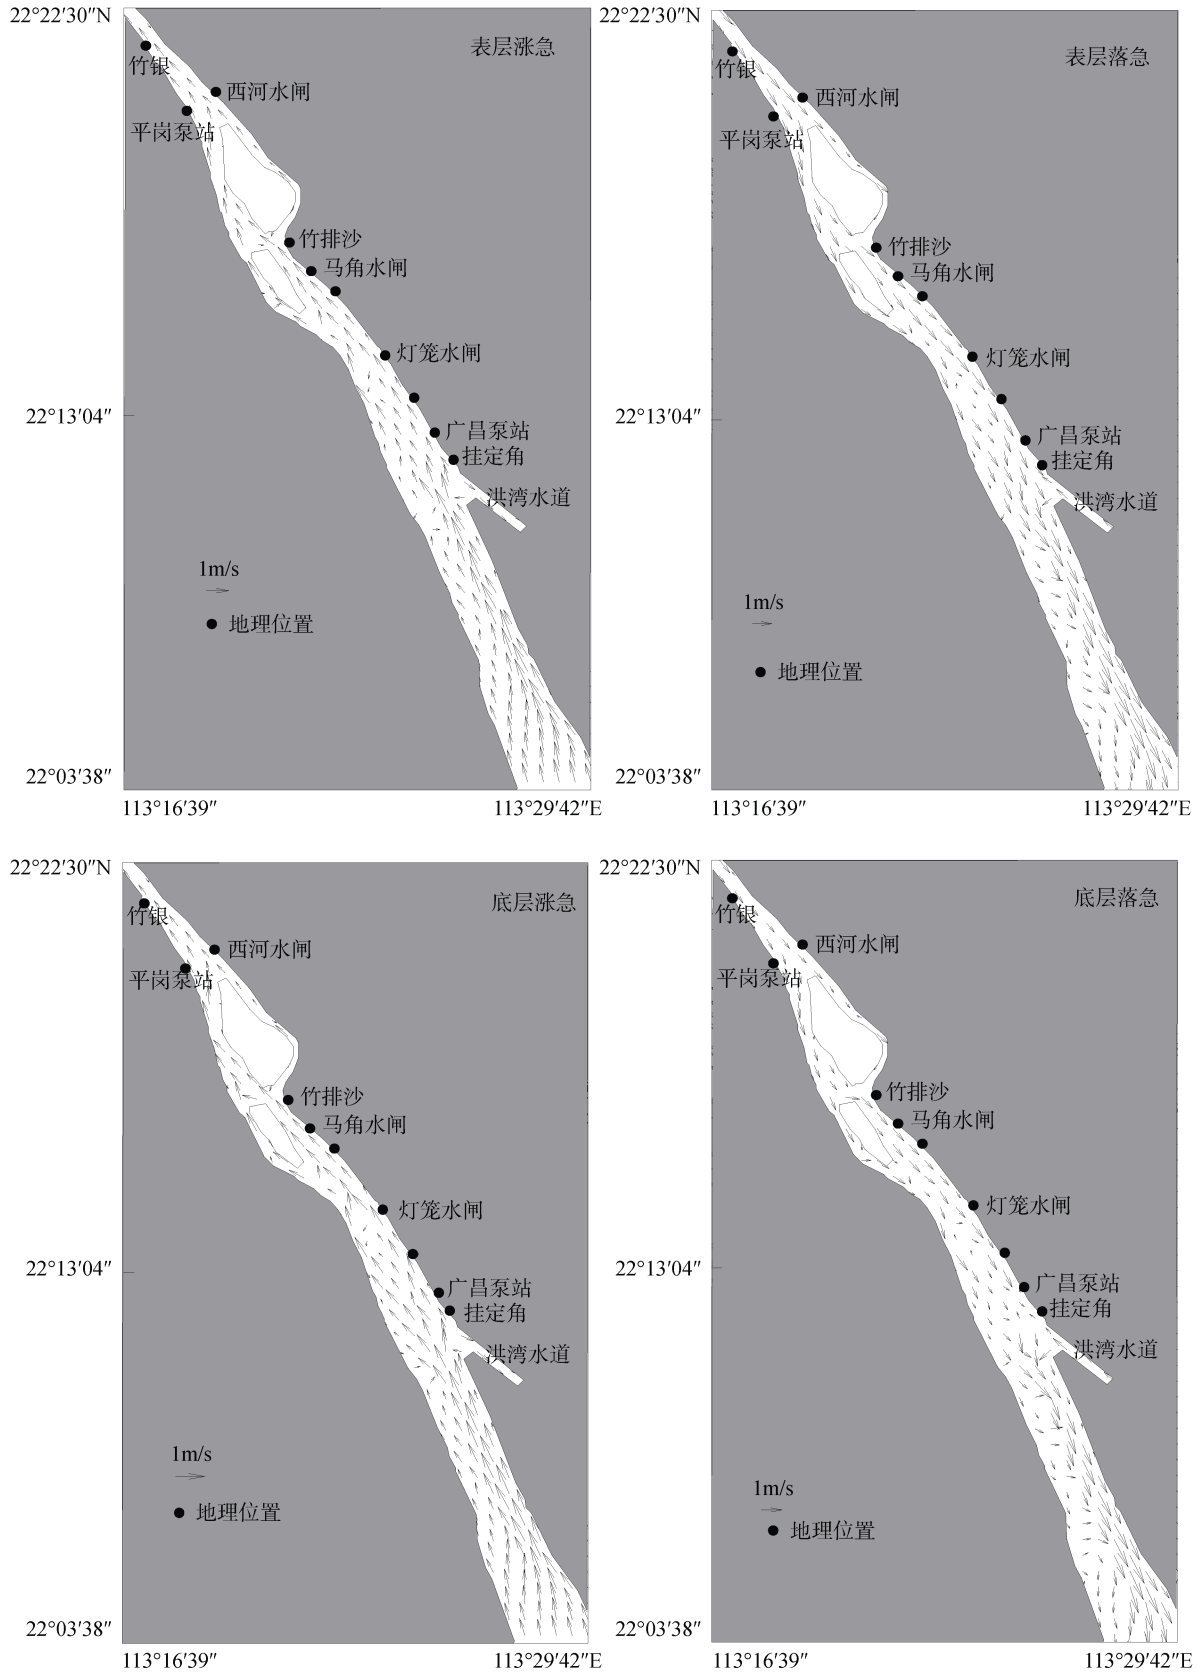 22°22′30″N
表层涨急
竹银
西河水闸
平岗泵站
竹排沙
马角水闸
灯笼水闸
22°13′04″
广昌泵站
挂定角
洪湾水道
1m/s
地理位置
22°03′38″
113°16′39″
113°29′42″E
22°22′30″N
表层落急
竹银
西河水闸
平岗泵站
竹排沙
马角水闸
灯笼水闸
22°13′04″
广昌泵站
挂定角
洪湾水道
1m/s
地理位置
22°03′38″
113°16′39″
113°29′42″E
22°22′30″N
底层涨急
竹银
西河水闸
平岗泵站
竹排沙
马角水闸
灯笼水闸
22°13′04″
广昌泵站
挂定角
洪湾水道
1m/s
地理位置
22°03′38″
113°16′39″
113°29′42″E
22°22′30″N
底层落急
竹银
西河水闸
平岗泵站
竹排沙
马角水闸
灯笼水闸
22°13′04″
广昌泵站
挂定角
洪湾水道
1m/s
地理位置
22°03′38″
113°16′39″
113°29′42″E